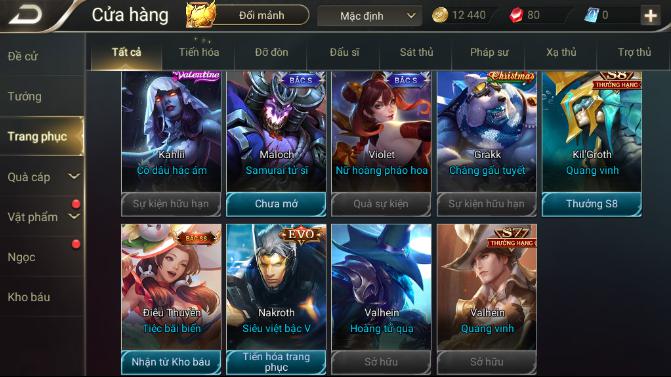 Cửa hàng
Đổi mảnh
Mặc định
12 440
80
0
Đề cử
Tướng
Trang phục
Quà cáp
Vật phẩm
Ngọc
Kho báu
Tất cả
Tiến hóa
Đỡ đòn
Đấu sĩ
Sát thủ
Pháp sư
Xạ thủ
Trợ thủ
Valentine
Kahlii
Cô dâu hắc ám
Sự kiện hữu hạn
BẬC S
Maloch
Samurai tử sĩ
Chưa mở
BẬC S
Violet
Nữ hoàng pháo hoa
Quà sự kiện
Christmas
Grakk
Chàng gấu tuyết
Sự kiện hữu hạn
S8
THƯỞNG HẠNG
Kil'Groth
Quang vinh
Thưởng S8
Điêu Thuyền
Tiệc bãi biển
Nhận từ Kho báu
EVO
Nakroth
Siêu việt bậc V
Tiến hóa trang
phục
Valhein
Hoàng tử quạ
Sở hữu
THƯỞNG HẠNG
Valhein
Quang vinh
Sở hữu